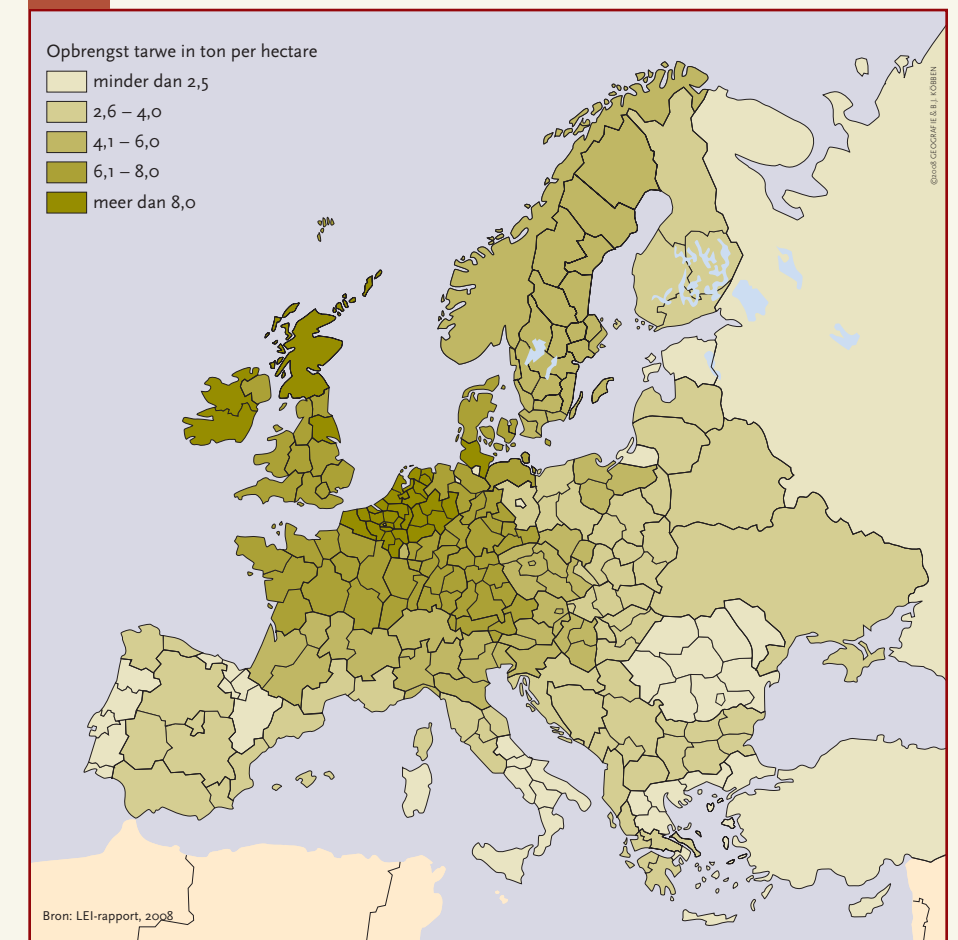 Opbrengst tarwe in ton per hectare
minder dan 2,5
2,6 – 4,0
4,1 – 6,0
6,1 – 8,0
meer dan 8,0
©2008 GEOGRAFIE & B.J. KÖBBEN
Bron: LEI-rapport, 2008